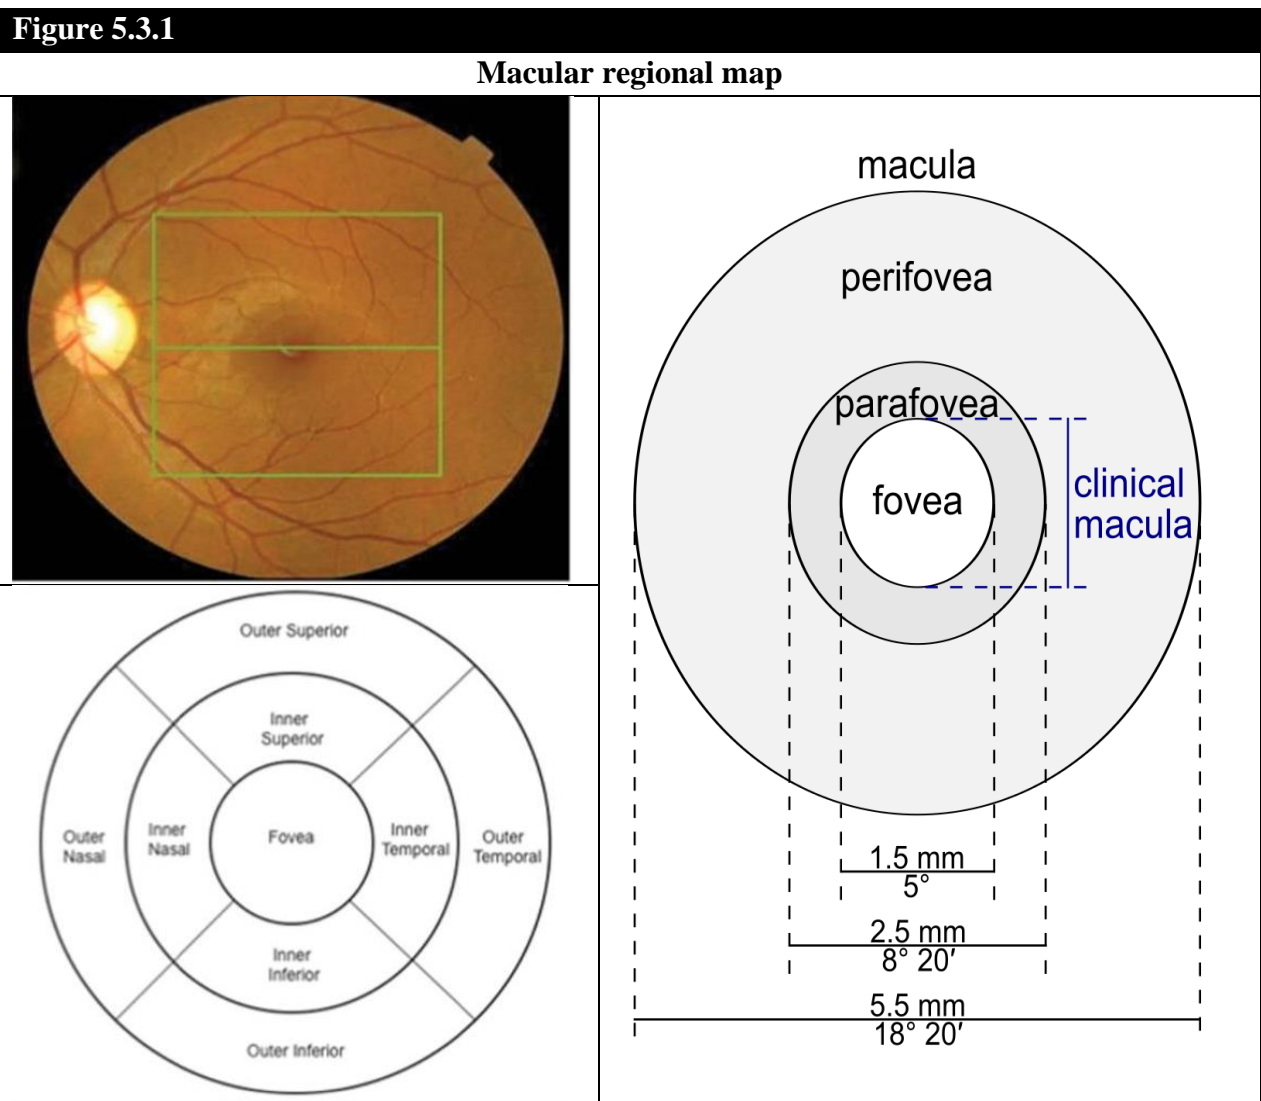 Figure 5.3.1
Macular regional map
Outer Superior
Inner
Superior
Outer
Nasal
Inner
Nasal
Fovea
Inner
Temporal
Outer
Temporal
Inner
Inferior
Outer Inferior
macula
perifovea
parafovea
fovea
clinical
macula
1.5 mm
5°
2.5 mm
8° 20′
5.5 mm
18° 20′